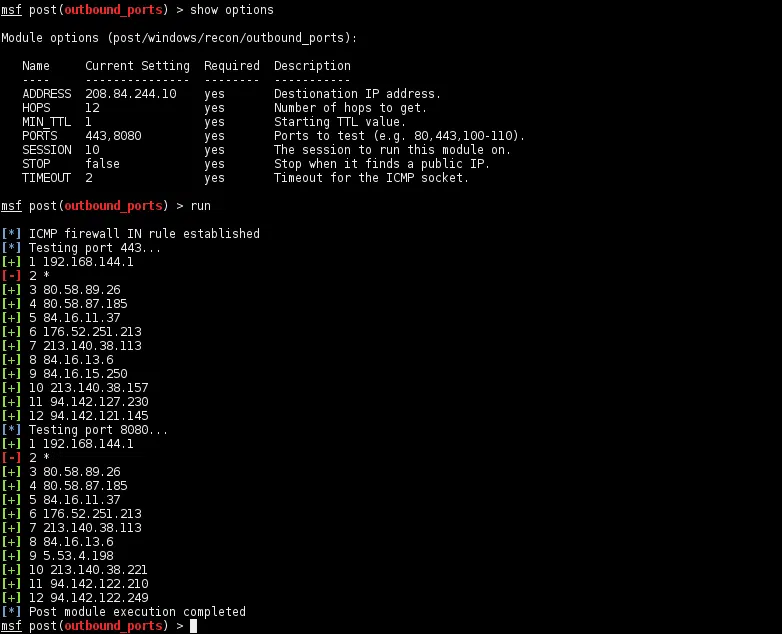 msf post(outbound_ports) > show options
Module options (post/windows/recon/outbound_ports):
Name Current Setting Required Description
---- --------------- -------- -----------
ADDRESS 208.84.244.10 yes Destionation IP address.
HOPS 12 yes Number of hops to get.
MIN_TTL 1 yes Starting TTL value.
PORTS 443,8080 yes Ports to test (e.g. 80,443,100-110).
SESSION 10 yes The session to run this module on.
STOP false yes Stop when it finds a public IP.
TIMEOUT 2 yes Timeout for the ICMP socket.
msf post(outbound_ports) > run
[*] ICMP firewall IN rule established
[*] Testing port 443...
[+] 1 192.168.144.1
[-] 2 *
[+] 3 80.58.89.26
[+] 4 80.58.87.185
[+] 5 84.16.11.37
[+] 6 176.52.251.213
[+] 7 213.140.38.113
[+] 8 84.16.13.6
[+] 9 84.16.15.250
[+] 10 213.140.38.157
[+] 11 94.142.127.230
[+] 12 94.142.121.145
[*] Testing port 8080...
[+] 1 192.168.144.1
[-] 2 *
[+] 3 80.58.89.26
[+] 4 80.58.87.185
[+] 5 84.16.11.37
[+] 6 176.52.251.213
[+] 7 213.140.38.113
[+] 8 84.16.13.6
[+] 9 5.53.4.198
[+] 10 213.140.38.221
[+] 11 94.142.122.210
[+] 12 94.142.122.249
[*] Post module execution completed
msf post(outbound_ports) >